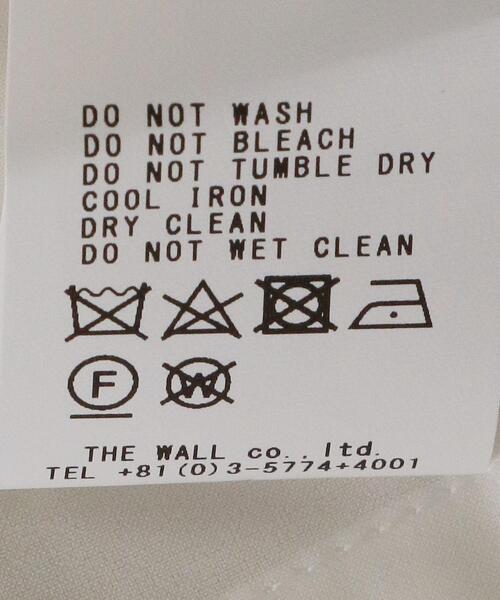 DO NOT WASH
DO NOT BLEACH
DO NOT TUMBLE DRY
COOL IRON
DRY CLEAN
DO NOT WET CLEAN
F W
THE WALL co., ltd.
TEL +81(0)3-5774+4001